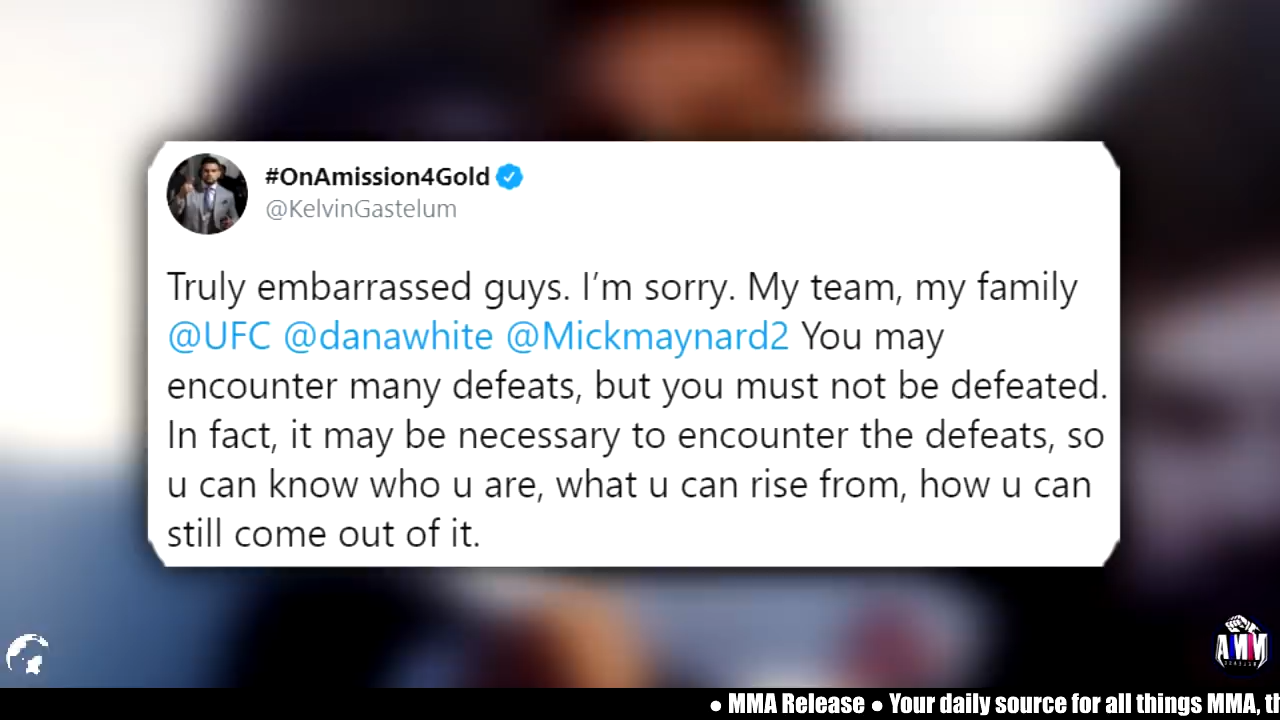 #OnAmission4Gold
@KelvinGastelum
Truly embarrassed guys. I’m sorry. My team, my family
@UFC @danawhite @Mickmaynard2 You may
encounter many defeats, but you must not be defeated.
In fact, it may be necessary to encounter the defeats, so
u can know who u are, what u can rise from, how u can
still come out of it.
● MMA Release ● Your daily source for all things MMA, th